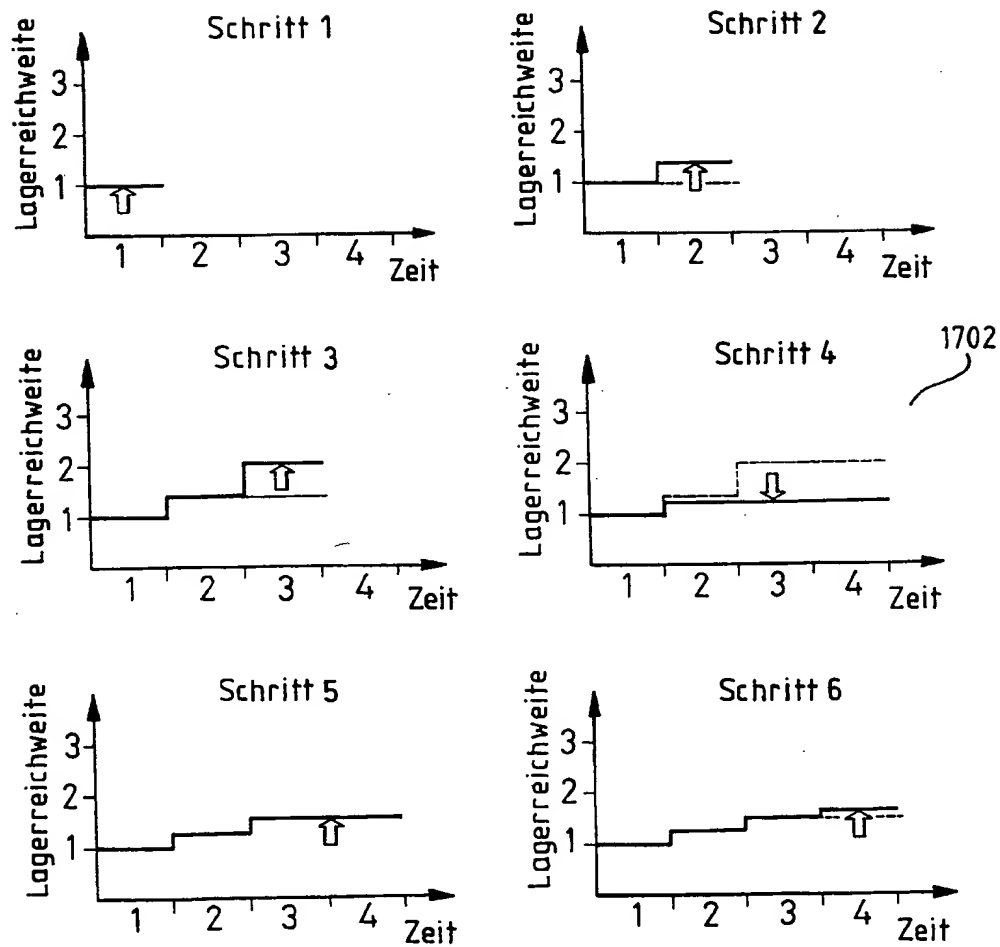 Schritt 1
Lagerreichweite
3
2
1
1 2 3 4 Zeit
Schritt 2
Lagerreichweite
3
2
1
1 2 3 4 Zeit
Schritt 3
Lagerreichweite
3
2
1
1 2 3 4 Zeit
Schritt 4
1702
Lagerreichweite
3
2
1
1 2 3 4 Zeit
Schritt 5
Lagerreichweite
3
2
1
1 2 3 4 Zeit
Schritt 6
Lagerreichweite
3
2
1
1 2 3 4 Zeit